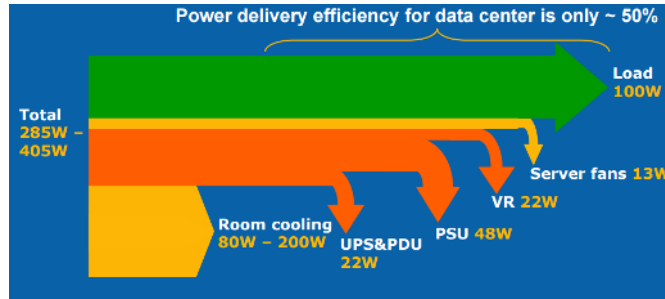 Power delivery efficiency for data center is only ~ 50%
Load
100W
Total
285W –
405W
Server fans 13W
VR 22W
Room cooling
80W – 200W
UPS&PDU
22W
PSU 48W